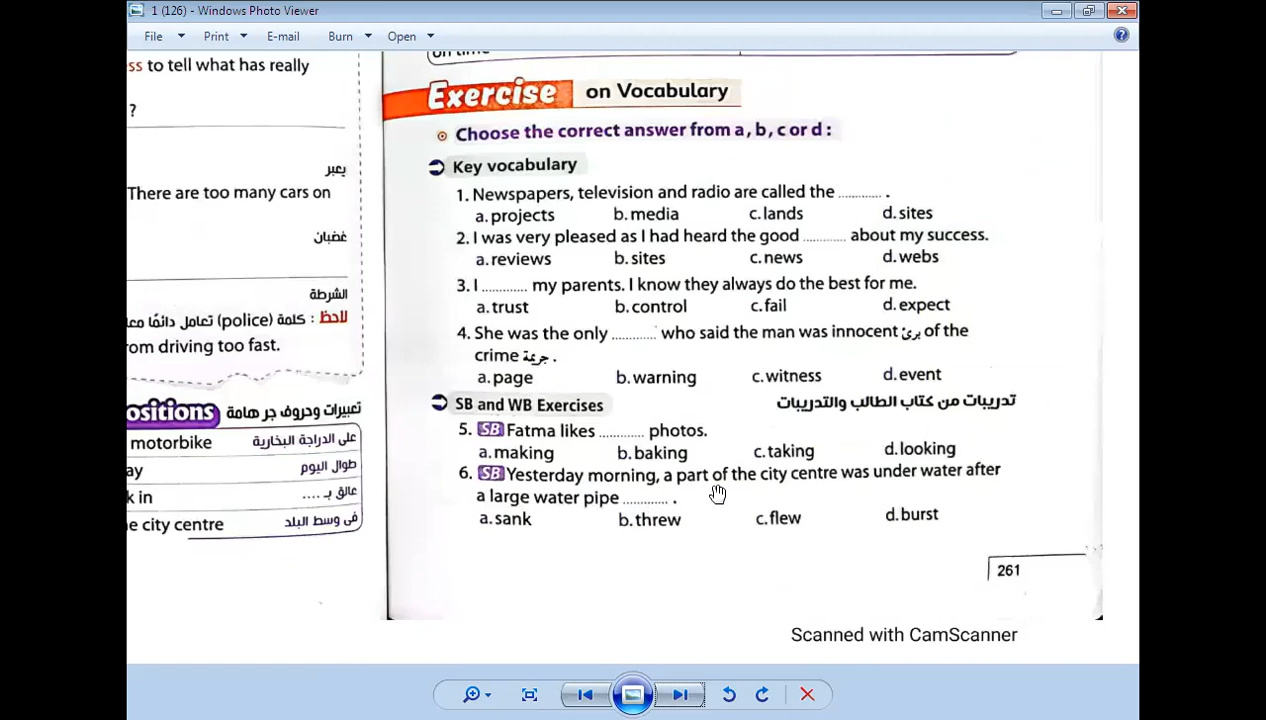 1 (126) - Windows Photo Viewer
File Print E-mail Burn Open
ss to tell what has really
?
يعبر
There are too many cars on
غضبان
الشرطة
لاحظ : كلمة (police) تعامل دائمًا معا
om driving too fast.
ositions تعبيرات وحروف جر هامة
motorbike على الدراجة البخارية
ay طوال اليوم
k in عالق بـ ....
e city centre فى وسط البلد
on time
Exercise on Vocabulary
Choose the correct answer from a, b, c or d :
Key vocabulary
1. Newspapers, television and radio are called the ............ .
a. projects b. media c. lands d. sites
2. I was very pleased as I had heard the good ............ about my success.
a. reviews b. sites c. news d. webs
3. I ............ my parents. I know they always do the best for me.
a. trust b. control c. fail d. expect
4. She was the only ............ who said the man was innocent برئ of the
crime جريمة .
a. page b. warning c. witness d. event
SB and WB Exercises تدريبات من كتاب الطالب والتدريبات
5. SB Fatma likes ............ photos.
a. making b. baking c. taking d. looking
6. SB Yesterday morning, a part of the city centre was under water after
a large water pipe ............ .
a. sank b. threw c. flew d. burst
261
Scanned with CamScanner